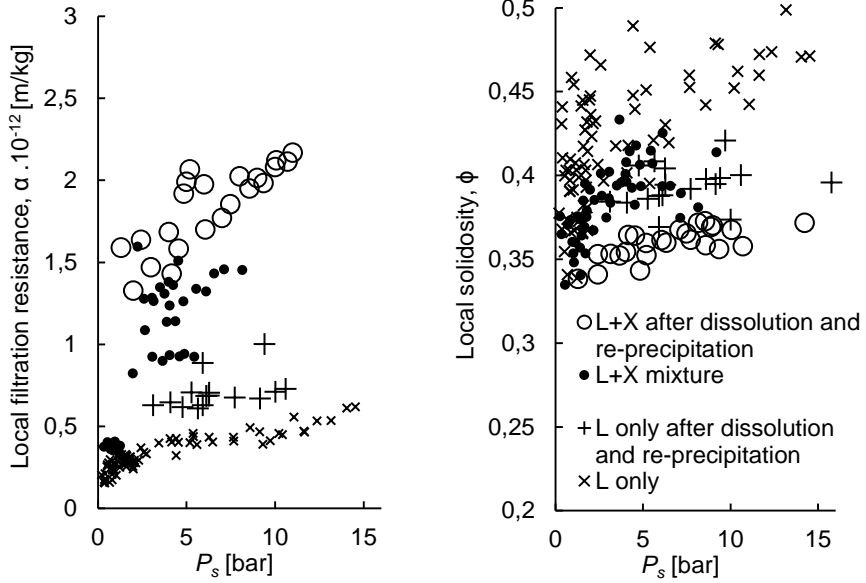 Local filtration resistance, α .10⁻¹² [m/kg]
3
2,5
2
1,5
1
0,5
0
0
5
10
15
Pₛ [bar]
Local solidosity, ϕ
0,5
0,45
0,4
0,35
0,3
0,25
0,2
L+X after dissolution and
re-precipitation
L+X mixture
L only after dissolution
and re-precipitation
L only
0
5
10
15
Pₛ [bar]